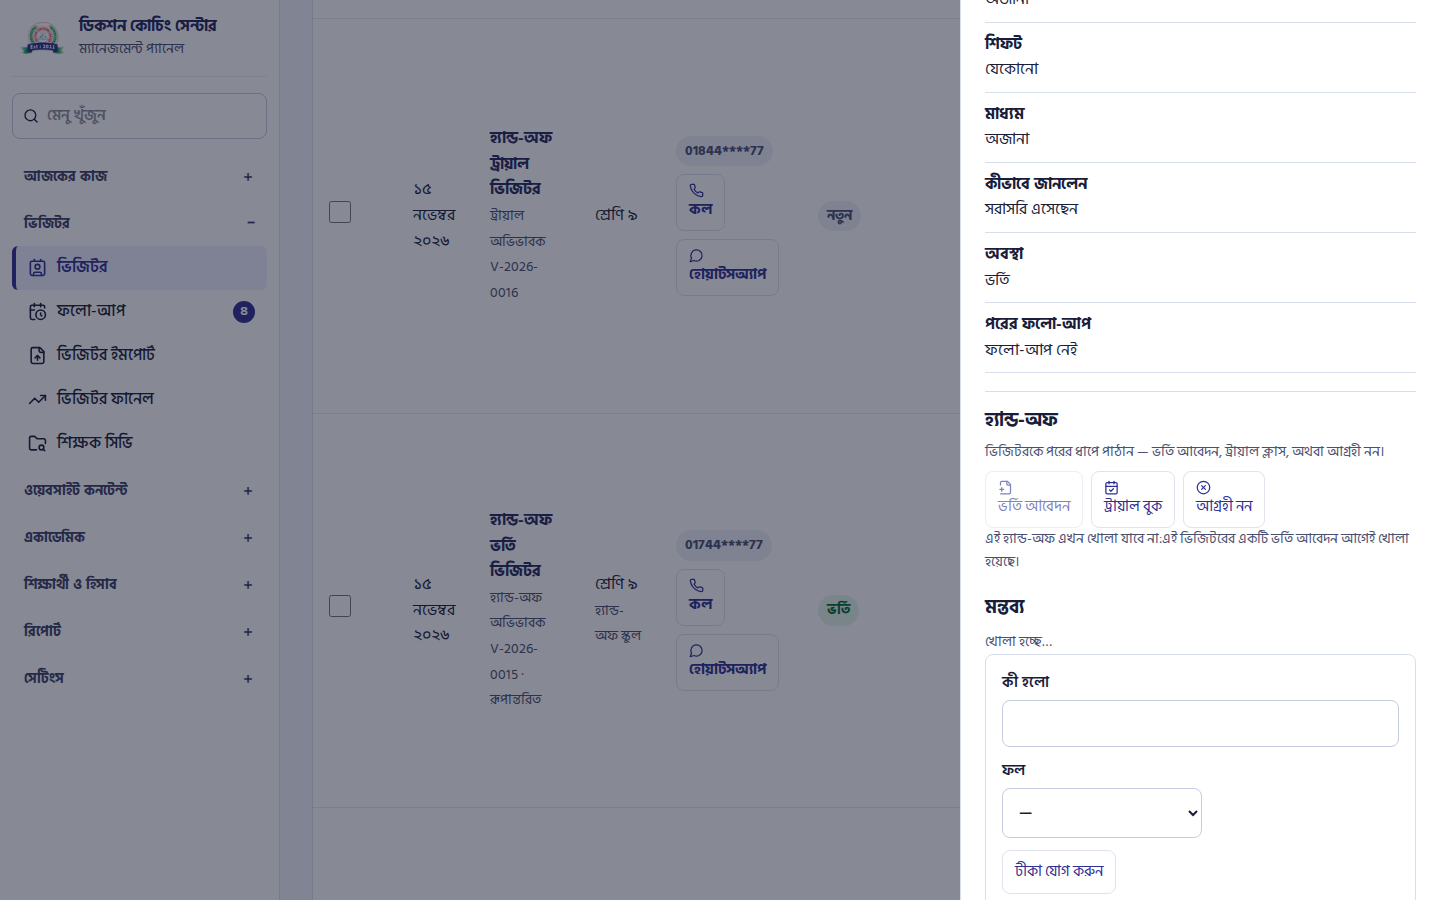 ডিকশন কোচিং সেন্টার
ম্যানেজমেন্ট প্যানেল
Est : 2011
মেনু খুঁজুন
আজকের কাজ +
ভিজিটর −
ভিজিটর
ফলো-আপ 8
ভিজিটর ইমপোর্ট
ভিজিটর ফানেল
শিক্ষক সিভি
ওয়েবসাইট কনটেন্ট +
একাডেমিক +
শিক্ষার্থী ও হিসাব +
রিপোর্ট +
সেটিংস +
১৫
নভেম্বর
২০২৬
হ্যান্ড-অফ
ট্রায়াল
ভিজিটর
ট্রায়াল
অভিভাবক
V-2026-
0016
শ্রেণি ৯
01844****77
কল
হোয়াটসঅ্যাপ
নতুন
১৫
নভেম্বর
২০২৬
হ্যান্ড-অফ
ভর্তি
ভিজিটর
হ্যান্ড-অফ
অভিভাবক
V-2026-
0015 ·
রূপান্তরিত
শ্রেণি ৯
হ্যান্ড-
অফ স্কুল
01744****77
কল
হোয়াটসঅ্যাপ
ভর্তি
অজানা
শিফট
যেকোনো
মাধ্যম
অজানা
কীভাবে জানলেন
সরাসরি এসেছেন
অবস্থা
ভর্তি
পরের ফলো-আপ
ফলো-আপ নেই
হ্যান্ড-অফ
ভিজিটরকে পরের ধাপে পাঠান — ভর্তি আবেদন, ট্রায়াল ক্লাস, অথবা আগ্রহী নন।
ভর্তি আবেদন
ট্রায়াল বুক
আগ্রহী নন
এই হ্যান্ড-অফ এখন খোলা যাবে না:এই ভিজিটরের একটি ভর্তি আবেদন আগেই খোলা
হয়েছে।
মন্তব্য
খোলা হচ্ছে...
কী হলো
ফল
—
টীকা যোগ করুন